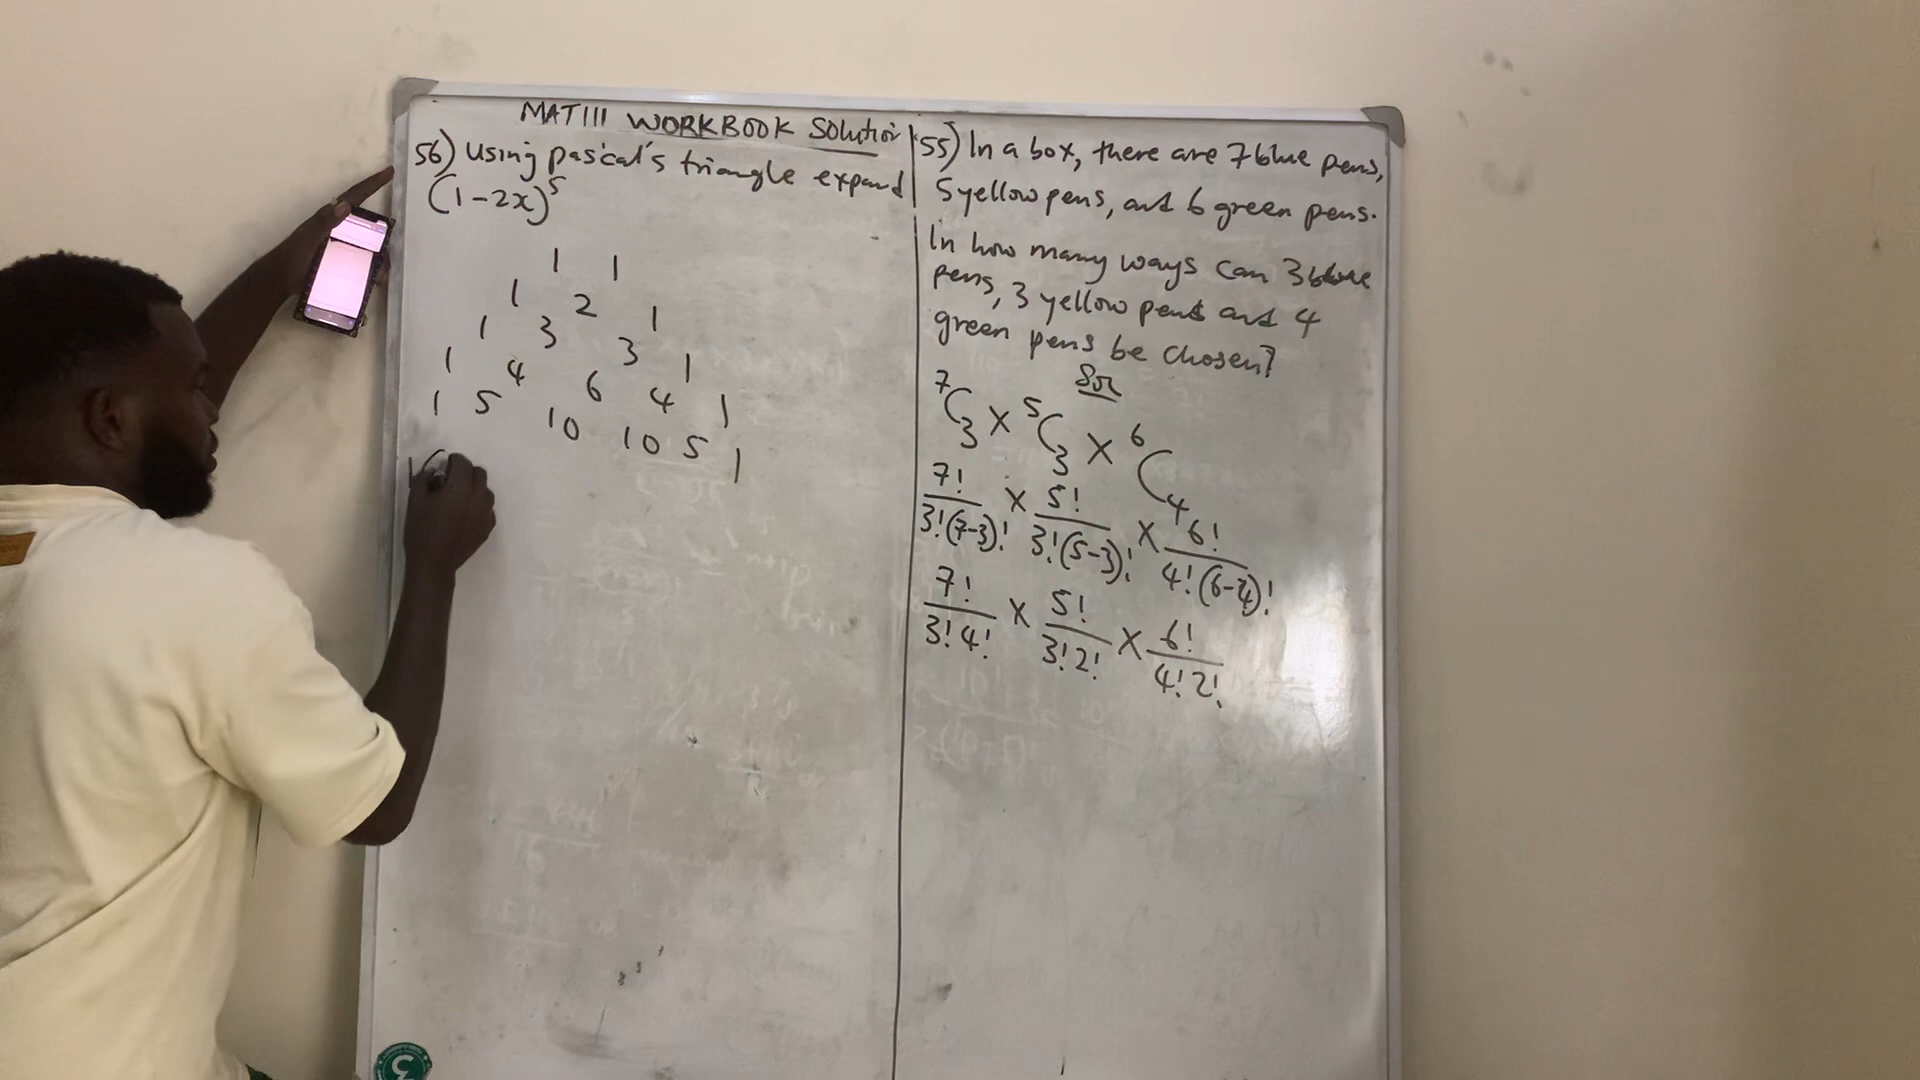 MAT111 WORKBOOK Solution
56) Using pascal's triangle expand
(1-2x)⁵
1 1
1 2 1
1 3 3 1
1 4 6 4 1
1 5 10 10 5 1
1(
55) In a box, there are 7 blue pens,
5 yellow pens, and 6 green pens.
In how many ways can 3 blue
pens, 3 yellow pens and 4
green pens be chosen?
Sol
⁷C₃ × ⁵C₃ × ⁶C₄
7!/3!(7-3)! × 5!/3!(5-3)! × 6!/4!(6-4)!
7!/3!4! × 5!/3!2! × 6!/4!2!